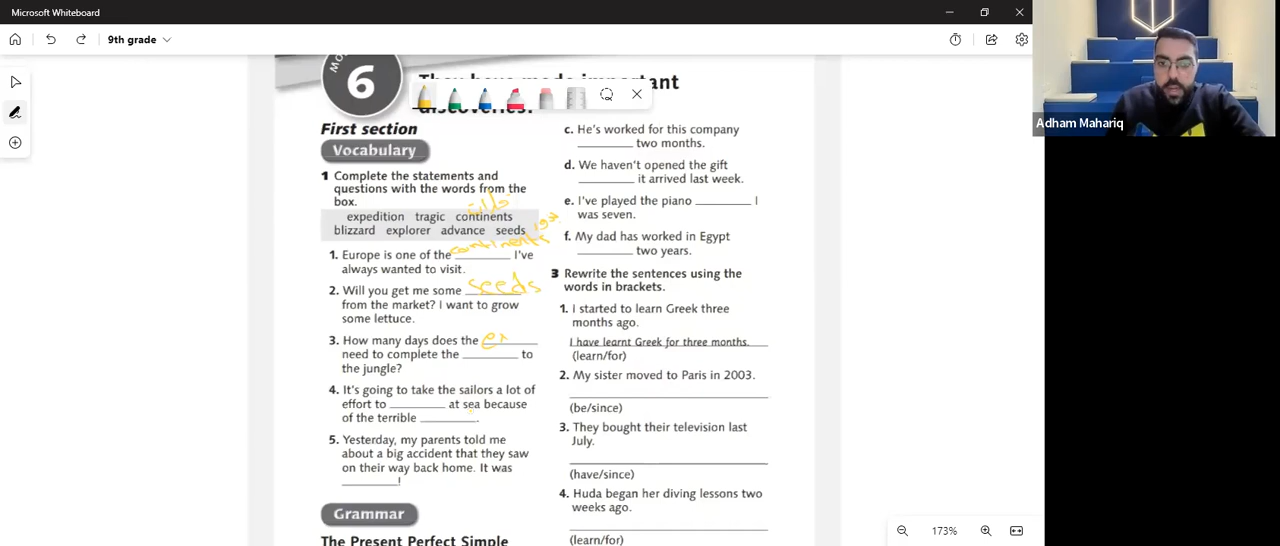 Microsoft Whiteboard
9th grade
6
They have made important
discoveries!
First section
Vocabulary
1 Complete the statements and
questions with the words from the
box.
expedition tragic continents
blizzard explorer advance seeds
1. Europe is one of the continents I've
always wanted to visit.
2. Will you get me some seeds
from the market? I want to grow
some lettuce.
3. How many days does the ex
need to complete the ________ to
the jungle?
4. It's going to take the sailors a lot of
effort to ________ at sea because
of the terrible ________.
5. Yesterday, my parents told me
about a big accident that they saw
on their way back home. It was
________!
Grammar
The Present Perfect Simple
c. He's worked for this company
________ two months.
d. We haven't opened the gift
________ it arrived last week.
e. I've played the piano ________ I
was seven.
f. My dad has worked in Egypt
________ two years.
3 Rewrite the sentences using the
words in brackets.
1. I started to learn Greek three
months ago.
I have learnt Greek for three months.
(learn/for)
2. My sister moved to Paris in 2003.
(be/since)
3. They bought their television last
July.
(have/since)
4. Huda began her diving lessons two
weeks ago.
(learn/for)
Adham Mahariq
173%